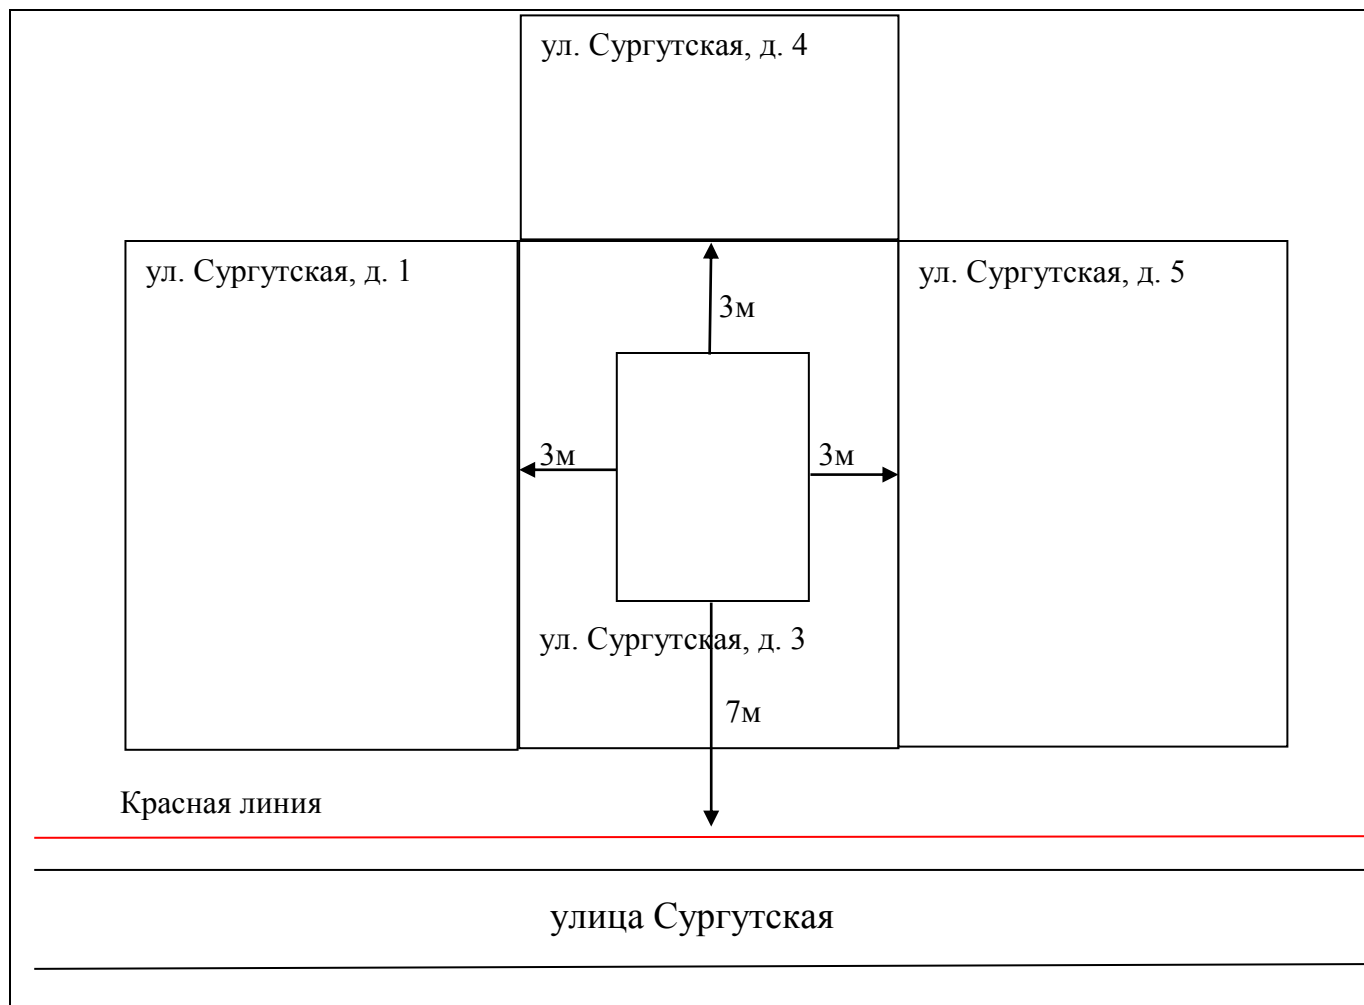 ул. Сургутская, д. 4
ул. Сургутская, д. 1
ул. Сургутская, д. 5
3м
3м
3м
ул. Сургутская, д. 3
7м
Красная линия
улица Сургутская